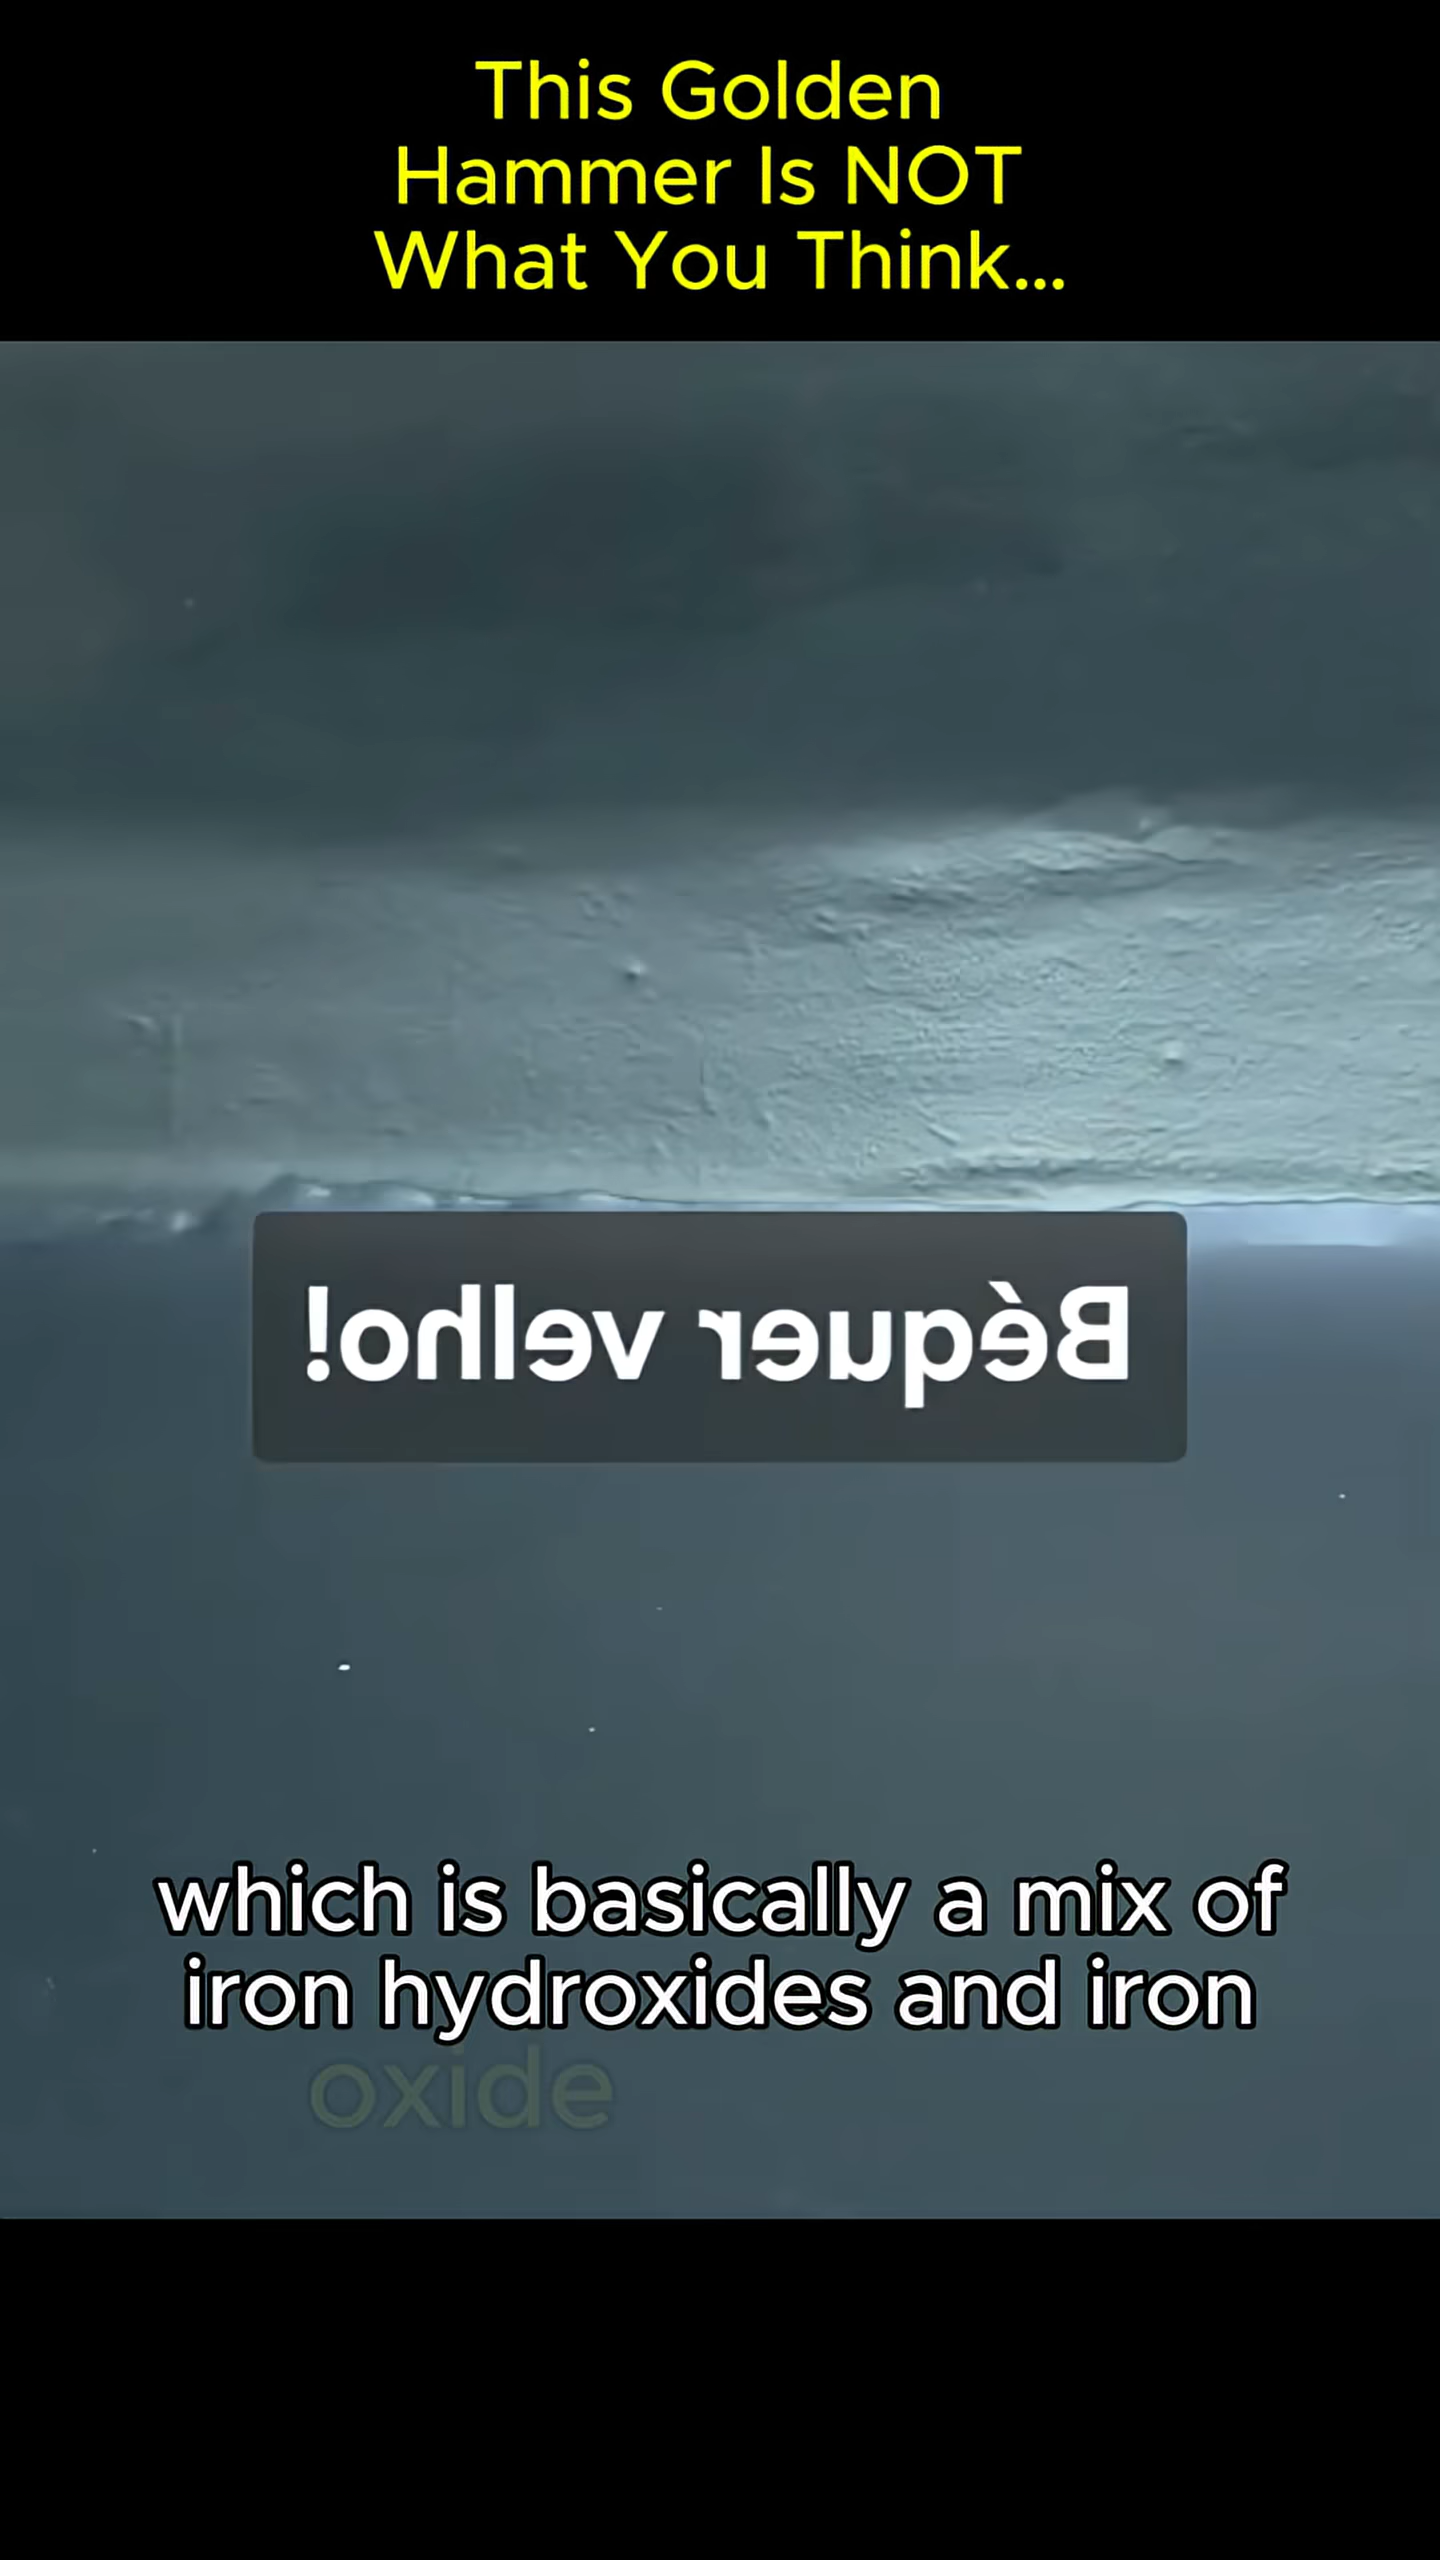 This Golden
Hammer Is NOT
What You Think...
Béquer velho!
which is basically a mix of
iron hydroxides and iron
oxide